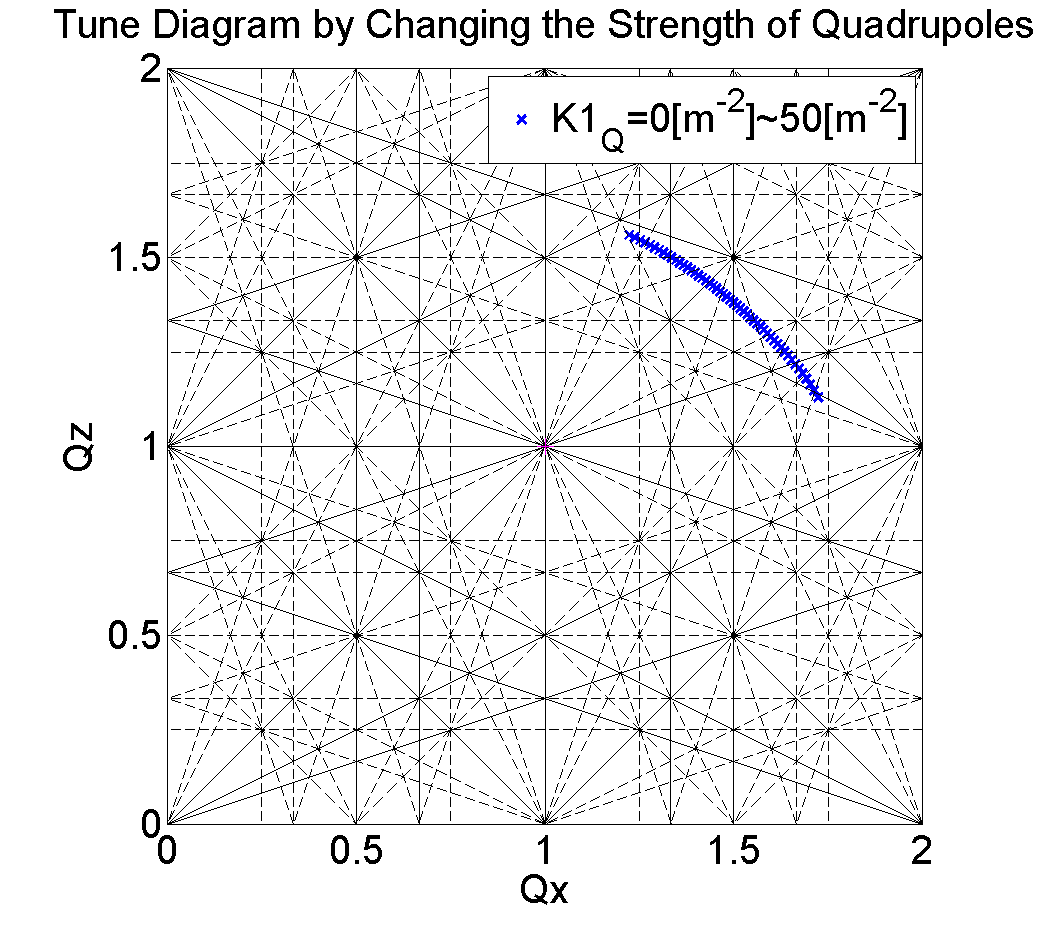 Tune Diagram by Changing the Strength of Quadrupoles
2
K1_Q=0[m^-2]~50[m^-2]
1.5
Qz
1
0.5
0
0 0.5 1 1.5 2
Qx